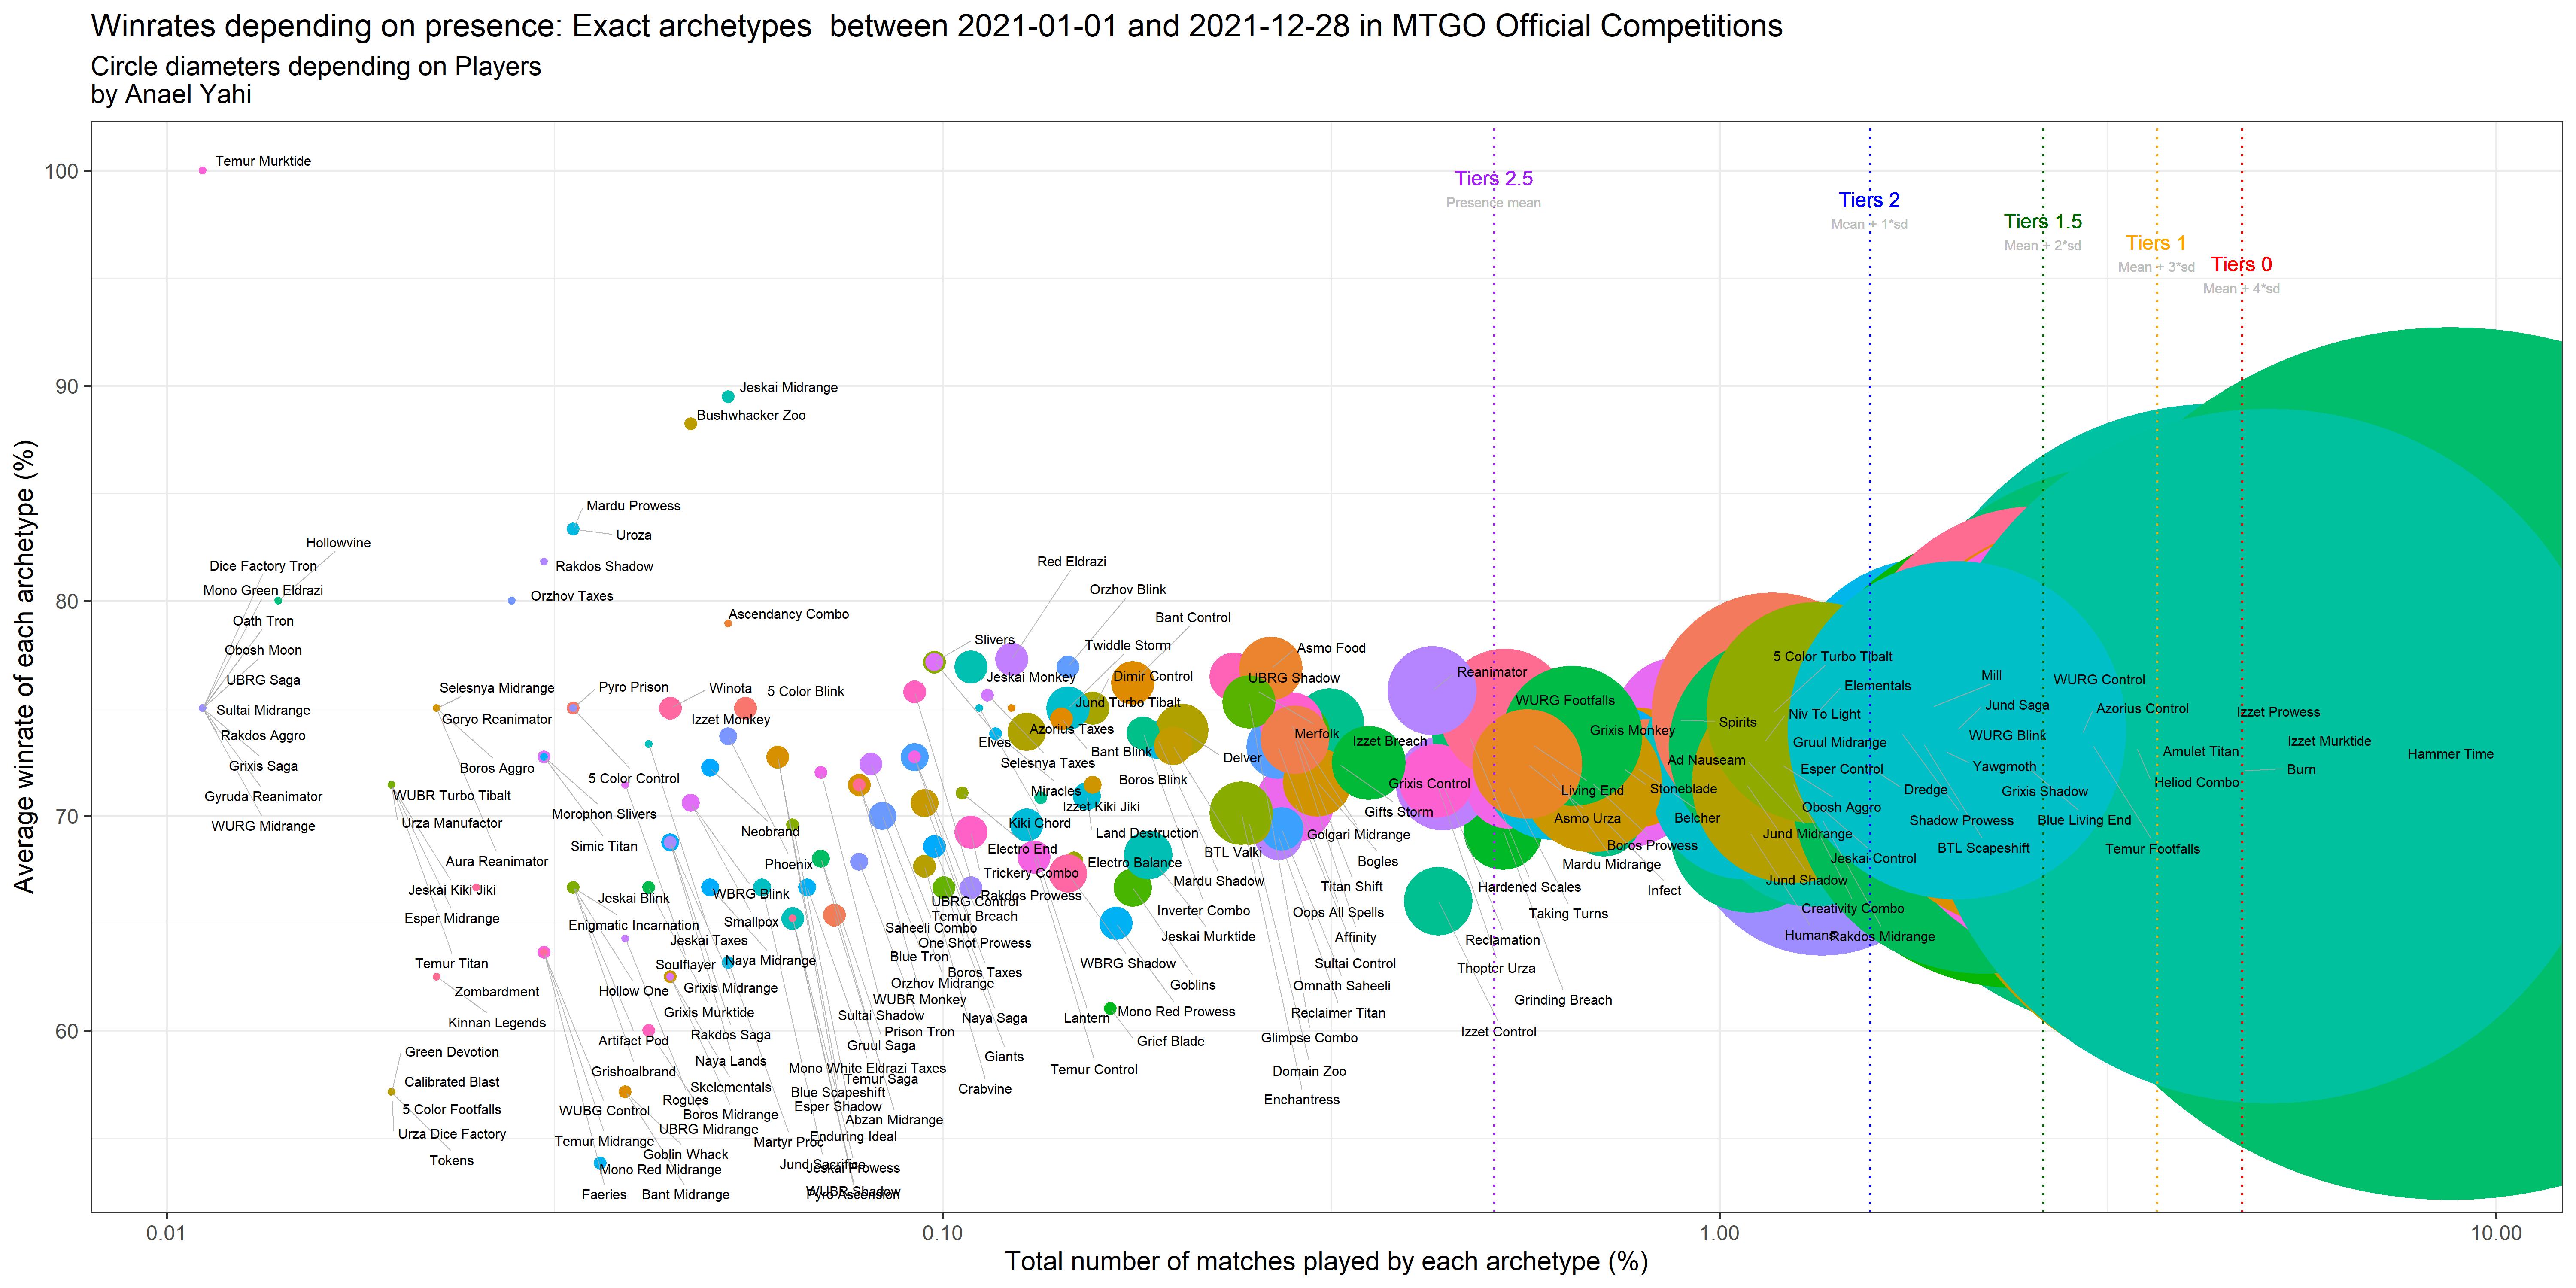 Winrates depending on presence: Exact archetypes  between 2021-01-01 and 2021-12-28 in MTGO Official Competitions
Circle diameters depending on Players
by Anael Yahi
Average winrate of each archetype (%)
100
90
80
70
60
Tiers 2.5
Presence mean
Tiers 2
Mean + 1*sd
Tiers 1.5
Mean + 2*sd
Tiers 1
Mean + 3*sd
Tiers 0
Mean + 4*sd
Temur Murktide
Jeskai Midrange
Bushwhacker Zoo
Mardu Prowess
Uroza
Hollowvine
Rakdos Shadow
Dice Factory Tron
Mono Green Eldrazi
Orzhov Taxes
Oath Tron
Ascendancy Combo
Obosh Moon
UBRG Saga
Sultai Midrange
Rakdos Aggro
Grixis Saga
Gyruda Reanimator
WURG Midrange
Selesnya Midrange
Goryo Reanimator
Boros Aggro
Pyro Prison
Winota
5 Color Blink
Izzet Monkey
5 Color Control
WUBR Turbo Tibalt
Urza Manufactor
Morophon Slivers
Simic Titan
Neobrand
Aura Reanimator
Phoenix
Jeskai Kiki Jiki
Esper Midrange
Jeskai Blink
WBRG Blink
Enigmatic Incarnation
Smallpox
Jeskai Taxes
Temur Titan
Zombardment
Kinnan Legends
Soulflayer
Naya Midrange
Hollow One
Grixis Midrange
Grixis Murktide
Artifact Pod
Rakdos Saga
Green Devotion
Calibrated Blast
5 Color Footfalls
Urza Dice Factory
Tokens
Naya Lands
Grishoalbrand
Skelementals
Rogues
WUBG Control
Boros Midrange
UBRG Midrange
Temur Midrange
Martyr Proc
Goblin Whack
Mono Red Midrange
Faeries
Bant Midrange
Red Eldrazi
Orzhov Blink
Bant Control
Slivers
Twiddle Storm
Jeskai Monkey
Dimir Control
Jund Turbo Tibalt
Azorius Taxes
Elves
Bant Blink
Selesnya Taxes
Boros Blink
Delver
Miracles
Izzet Kiki Jiki
Kiki Chord
Land Destruction
Electro End
Electro Balance
BTL Valki
Trickery Combo
Mardu Shadow
Rakdos Prowess
UBRG Control
Temur Breach
Inverter Combo
Saheeli Combo
One Shot Prowess
Jeskai Murktide
Blue Tron
Boros Taxes
WBRG Shadow
Orzhov Midrange
Goblins
WUBR Monkey
Sultai Shadow
Naya Saga
Lantern
Mono Red Prowess
Prison Tron
Gruul Saga
Grief Blade
Giants
Mono White Eldrazi Taxes
Temur Saga
Temur Control
Crabvine
Blue Scapeshift
Esper Shadow
Abzan Midrange
Enduring Ideal
Jund Sacrifice
Jeskai Prowess
WUBR Shadow
Pyro Ascension
Asmo Food
UBRG Shadow
Reanimator
Merfolk
Izzet Breach
WURG Footfalls
Grixis Monkey
Grixis Control
Gifts Storm
Golgari Midrange
Bogles
Titan Shift
Oops All Spells
Affinity
Sultai Control
Omnath Saheeli
Reclaimer Titan
Glimpse Combo
Domain Zoo
Enchantress
Living End
Stoneblade
Asmo Urza
Belcher
Boros Prowess
Mardu Midrange
Hardened Scales
Infect
Taking Turns
Reclamation
Thopter Urza
Grinding Breach
Izzet Control
5 Color Turbo Tibalt
Elementals
Niv To Light
Spirits
Gruul Midrange
Ad Nauseam
Esper Control
Obosh Aggro
Jund Midrange
Jeskai Control
Jund Shadow
Creativity Combo
Humans
Rakdos Midrange
Mill
WURG Control
Jund Saga
Azorius Control
WURG Blink
Yawgmoth
Dredge
Grixis Shadow
Shadow Prowess
Blue Living End
BTL Scapeshift
Temur Footfalls
Amulet Titan
Heliod Combo
Izzet Prowess
Izzet Murktide
Burn
Hammer Time
0.01
0.10
1.00
10.00
Total number of matches played by each archetype (%)